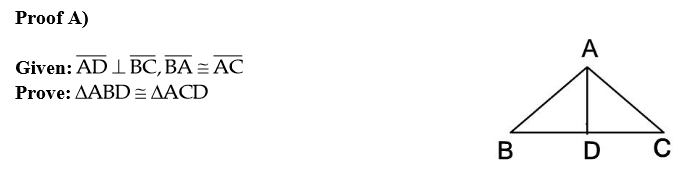 Proof A)
Given: AD ⊥ BC, BA ≅ AC
Prove: ΔABD ≅ ΔACD
A
B D C